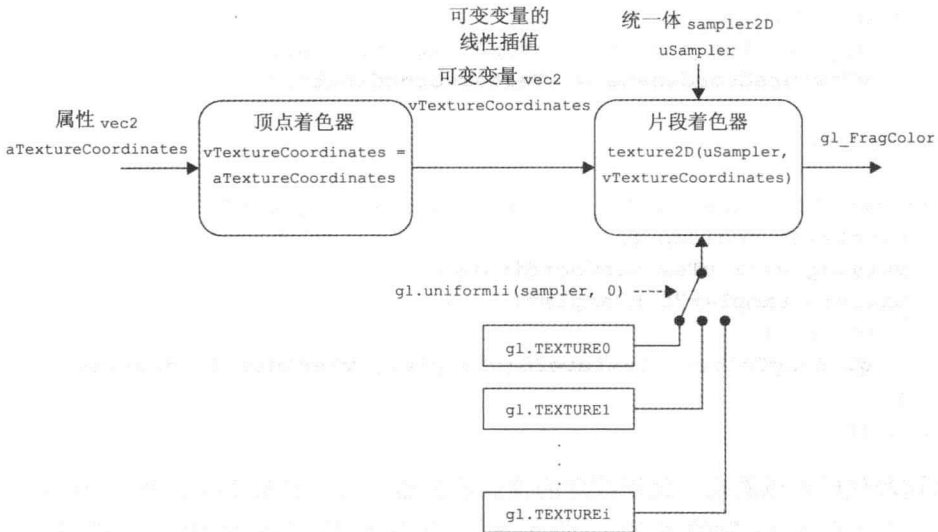 可变变量的
线性插值
可变变量 vec2
vTextureCoordinates
统一体 sampler2D
uSampler
属性 vec2
aTextureCoordinates
顶点着色器
vTextureCoordinates =
aTextureCoordinates
片段着色器
texture2D(uSampler,
vTextureCoordinates)
gl_FragColor
gl.uniform1i(sampler, 0)
gl.TEXTURE0
gl.TEXTURE1
.
.
gl.TEXTUREi